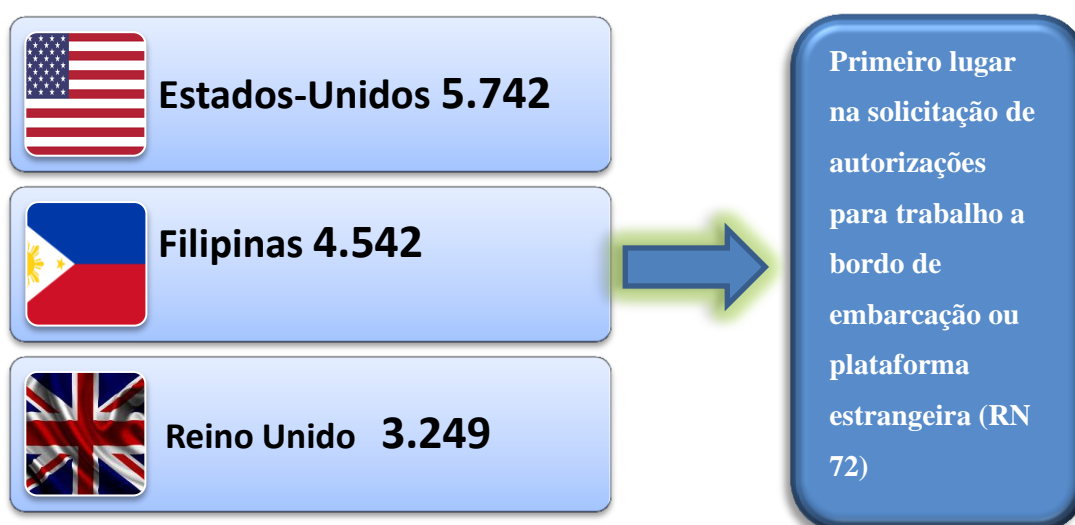 Estados-Unidos 5.742
Filipinas 4.542
Reino Unido 3.249
Primeiro lugar
na solicitação de
autorizações
para trabalho a
bordo de
embarcação ou
plataforma
estrangeira (RN
72)